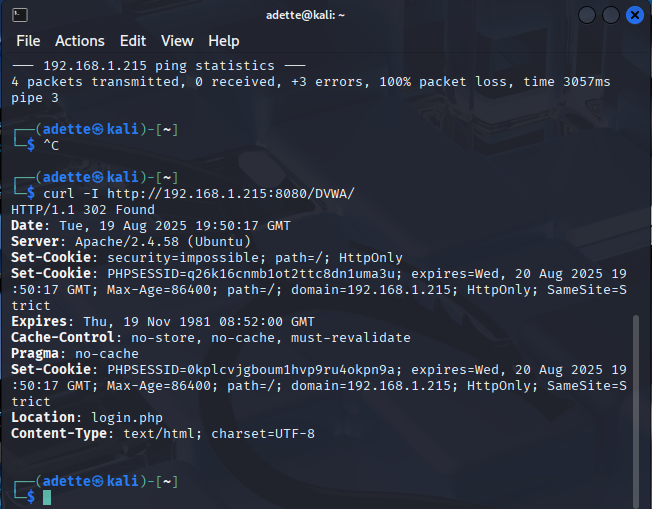 adette@kali: ~
File Actions Edit View Help
— 192.168.1.215 ping statistics —
4 packets transmitted, 0 received, +3 errors, 100% packet loss, time 3057ms
pipe 3
┌──(adette㉿kali)-[~]
└─$ ^C
┌──(adette㉿kali)-[~]
└─$ curl -I http://192.168.1.215:8080/DVWA/
HTTP/1.1 302 Found
Date: Tue, 19 Aug 2025 19:50:17 GMT
Server: Apache/2.4.58 (Ubuntu)
Set-Cookie: security=impossible; path=/; HttpOnly
Set-Cookie: PHPSESSID=q26k16cnmb1ot2ttc8dn1uma3u; expires=Wed, 20 Aug 2025 19
:50:17 GMT; Max-Age=86400; path=/; domain=192.168.1.215; HttpOnly; SameSite=S
trict
Expires: Thu, 19 Nov 1981 08:52:00 GMT
Cache-Control: no-store, no-cache, must-revalidate
Pragma: no-cache
Set-Cookie: PHPSESSID=0kplcvjgboum1hvp9ru4okpn9a; expires=Wed, 20 Aug 2025 19
:50:17 GMT; Max-Age=86400; path=/; domain=192.168.1.215; HttpOnly; SameSite=S
trict
Location: login.php
Content-Type: text/html; charset=UTF-8
┌──(adette㉿kali)-[~]
└─$